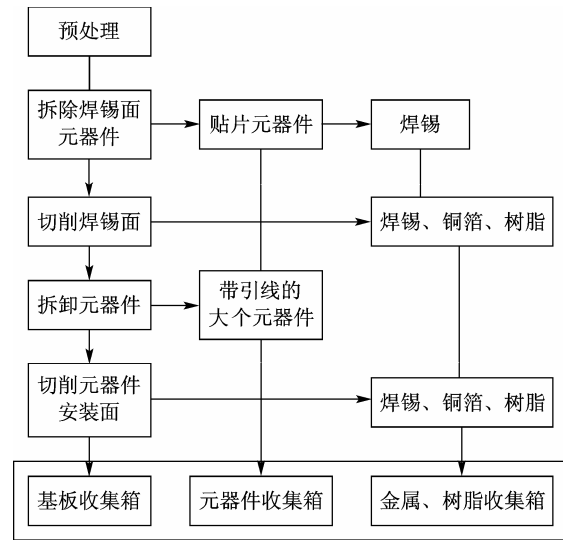 预处理
拆除焊锡面
元器件
贴片元器件
焊锡
切削焊锡面
焊锡、铜箔、树脂
拆卸元器件
带引线的
大个元器件
切削元器件
安装面
焊锡、铜箔、树脂
基板收集箱
元器件收集箱
金属、树脂收集箱